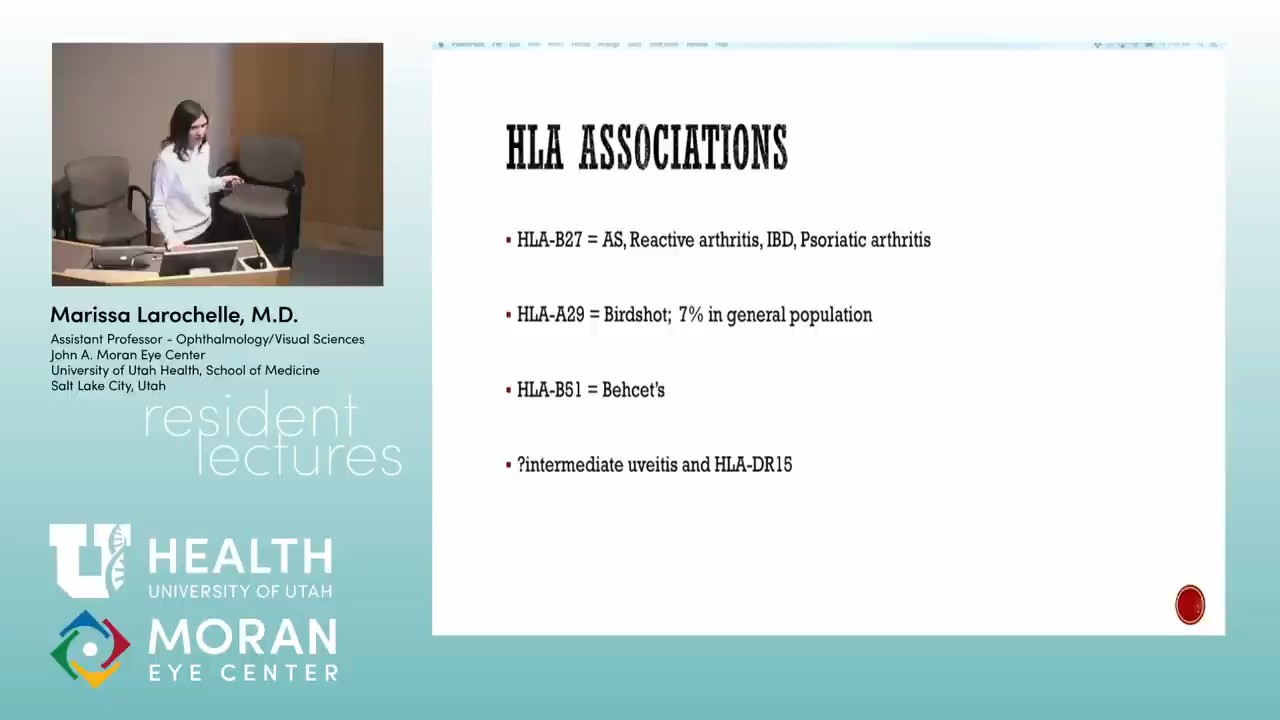 HLA ASSOCIATIONS
HLA-B27 = AS, Reactive arthritis, IBD, Psoriatic arthritis
HLA-A29 = Birdshot; 7% in general population
HLA-B51 = Behcet's
?intermediate uveitis and HLA-DR15
Marissa Larochelle, M.D.
Assistant Professor - Ophthalmology/Visual Sciences
John A. Moran Eye Center
University of Utah Health, School of Medicine
Salt Lake City, Utah
resident
lectures
U HEALTH
UNIVERSITY OF UTAH
MORAN
EYE CENTER